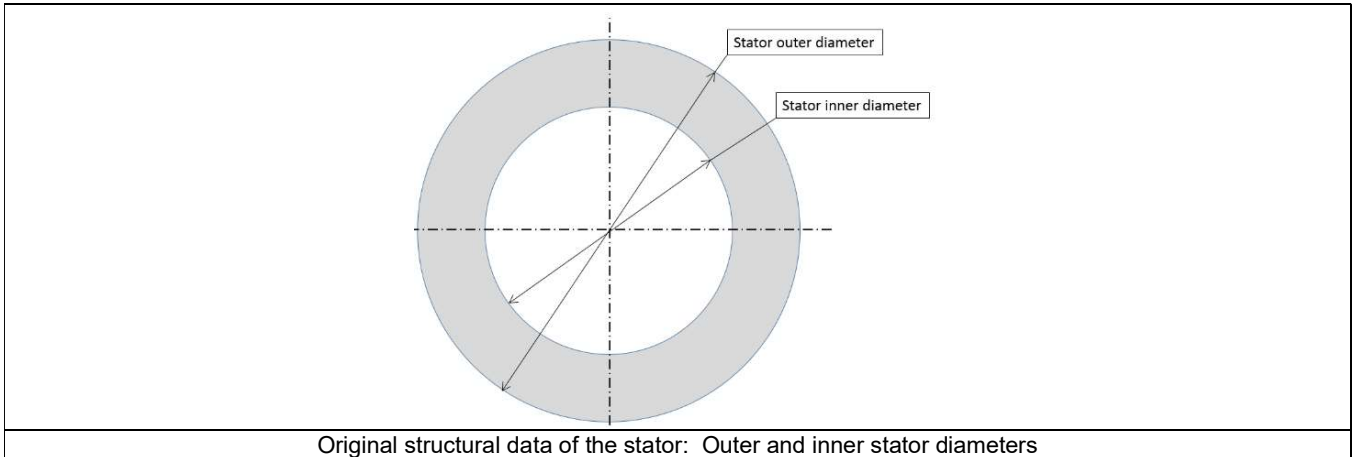 Stator outer diameter
Stator inner diameter
Original structural data of the stator: Outer and inner stator diameters